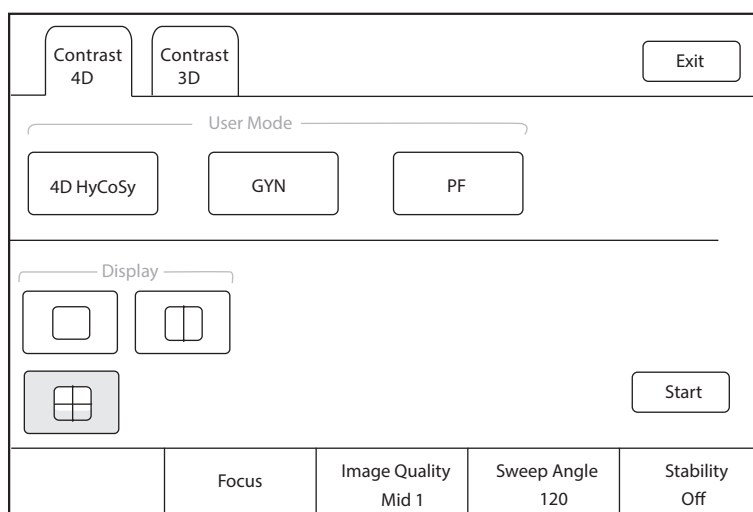 Contrast
4D
Contrast
3D
Exit
User Mode
4D HyCoSy
GYN
PF
Display
Start
Focus
Image Quality
Mid 1
Sweep Angle
120
Stability
Off